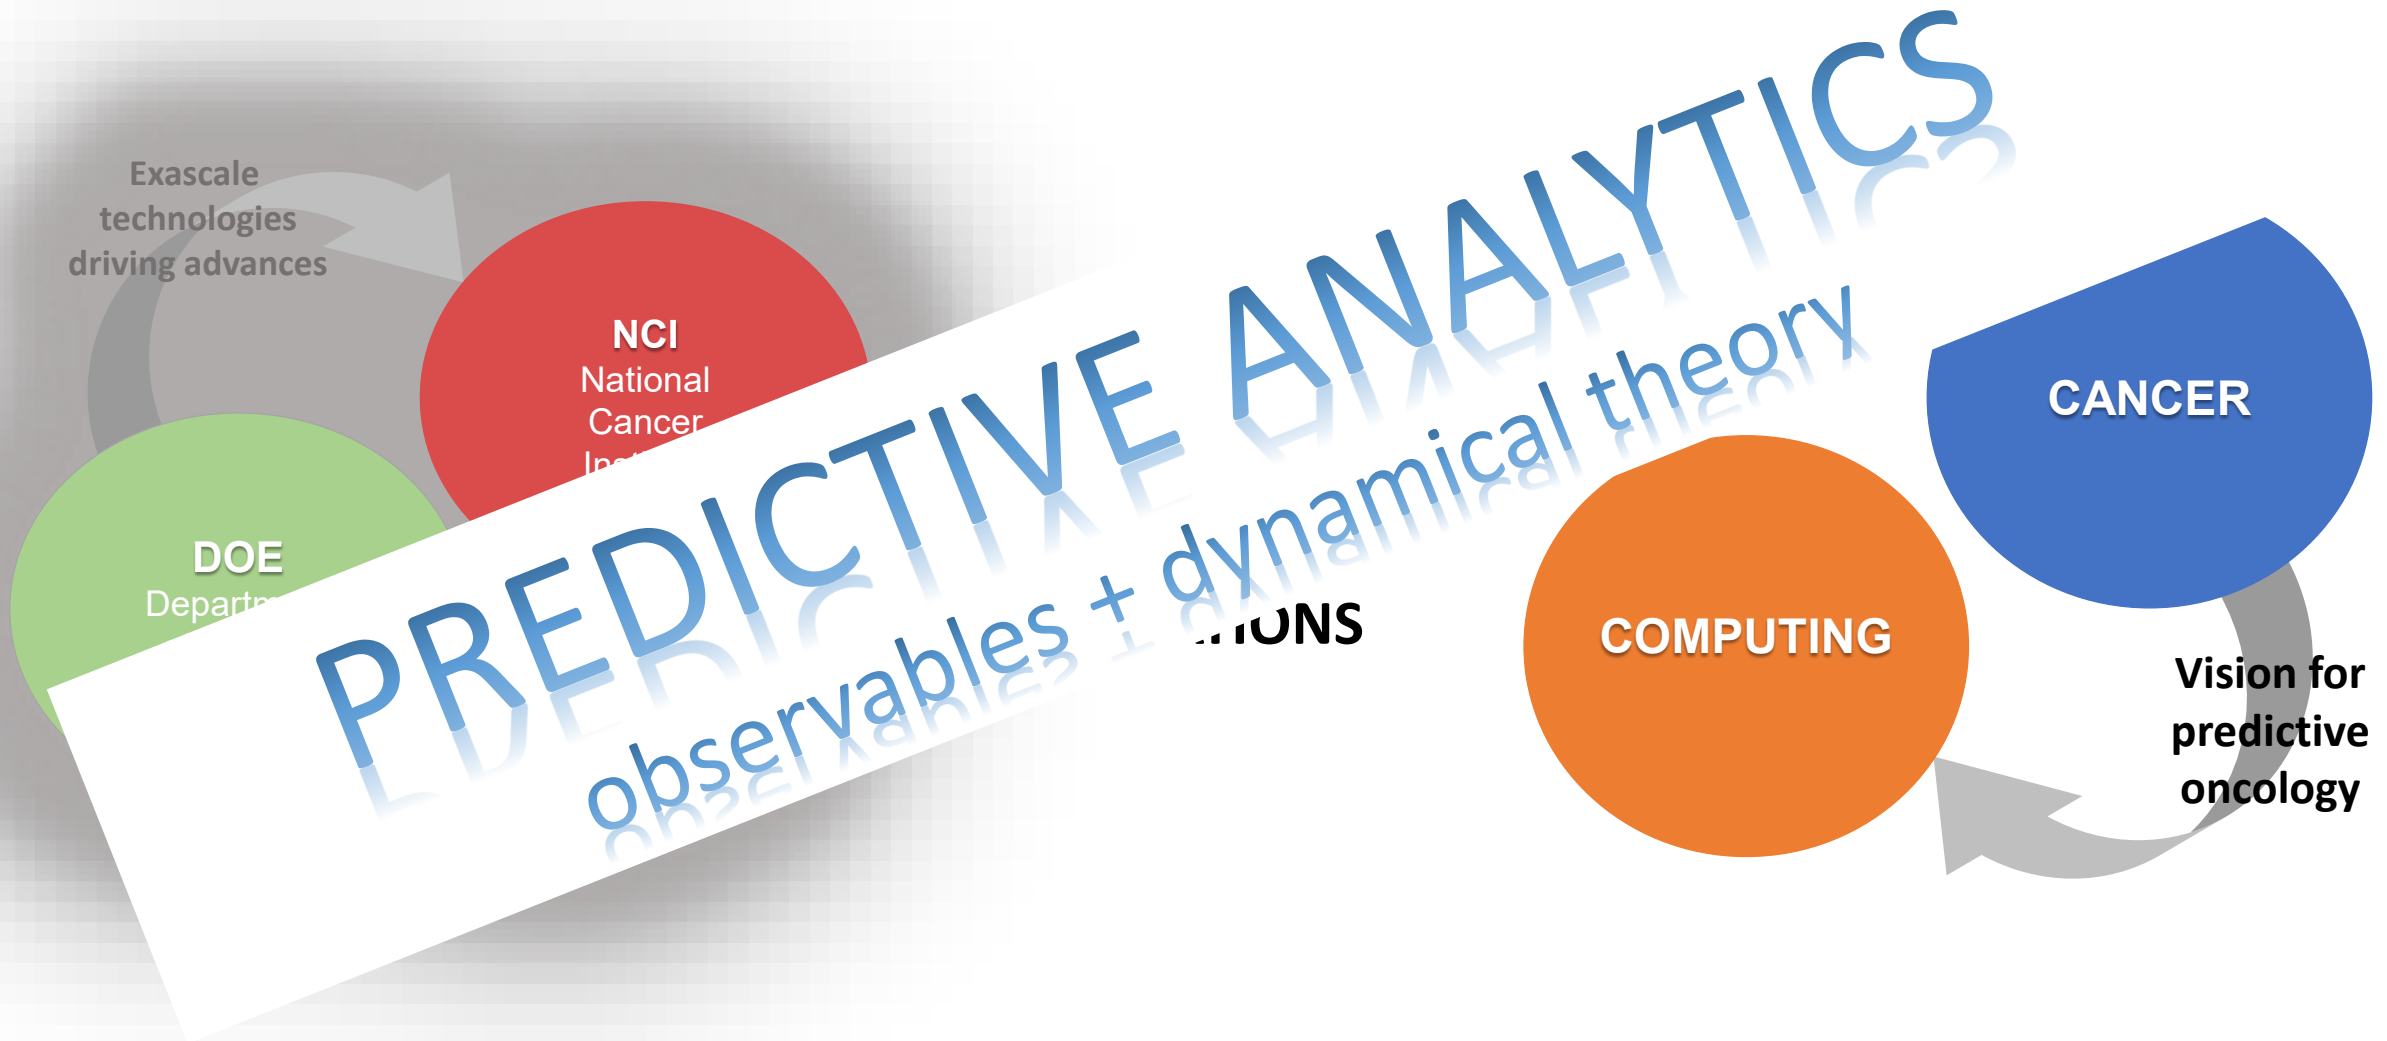 Exascale
technologies
driving advances
NCI
National
Cancer
DOE
PREDICTIVE ANALYTICS
observables + dynamical theory
CANCER
COMPUTING
Vision for
predictive
oncology